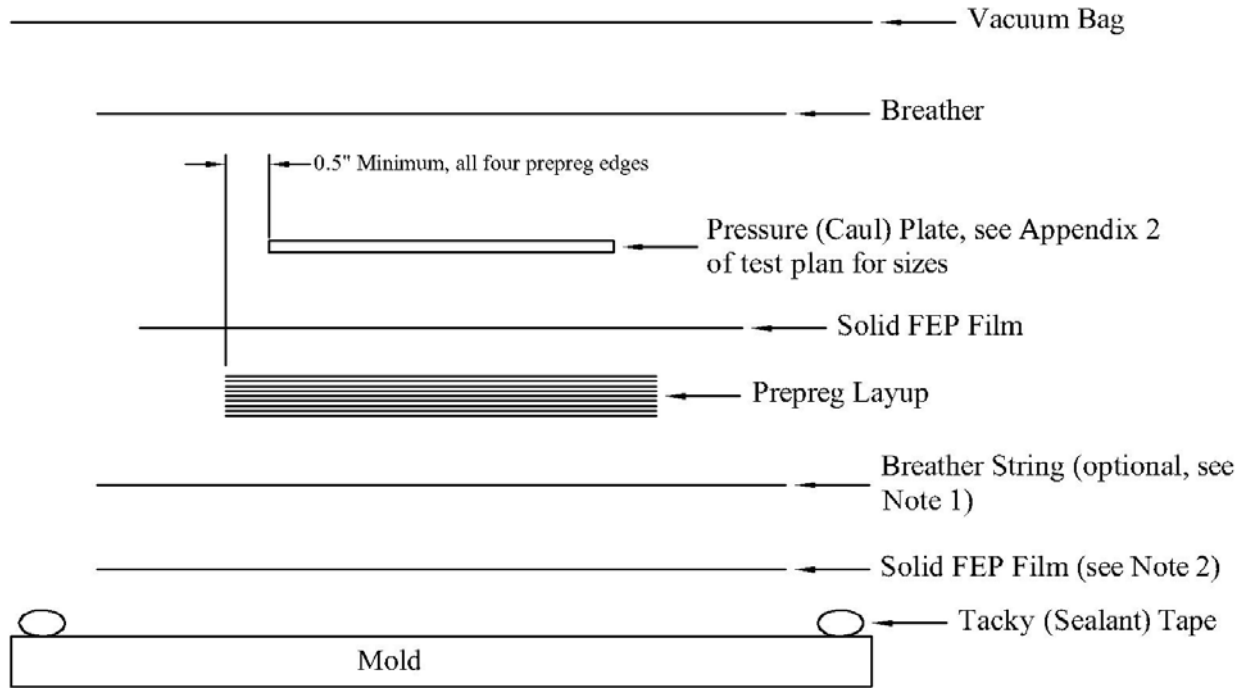 Vacuum Bag
Breather
0.5" Minimum, all four prepreg edges
Pressure (Caul) Plate, see Appendix 2
of test plan for sizes
Solid FEP Film
Prepreg Layup
Breather String (optional, see
Note 1)
Solid FEP Film (see Note 2)
Tacky (Sealant) Tape
Mold